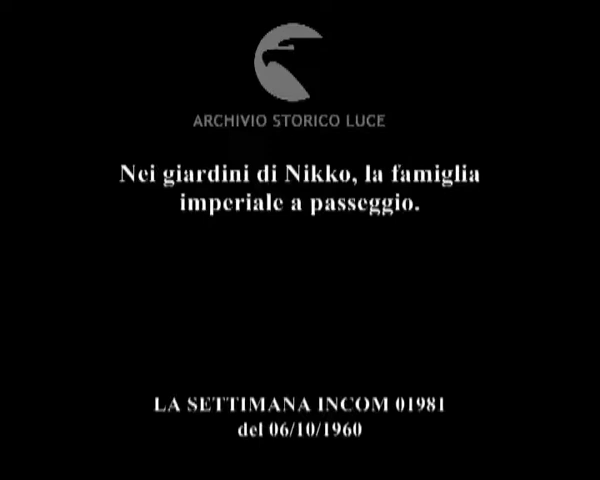 ARCHIVIO STORICO LUCE
Nei giardini di Nikko, la famiglia
imperiale a passeggio.
LA SETTIMANA INCOM 01981
del 06/10/1960